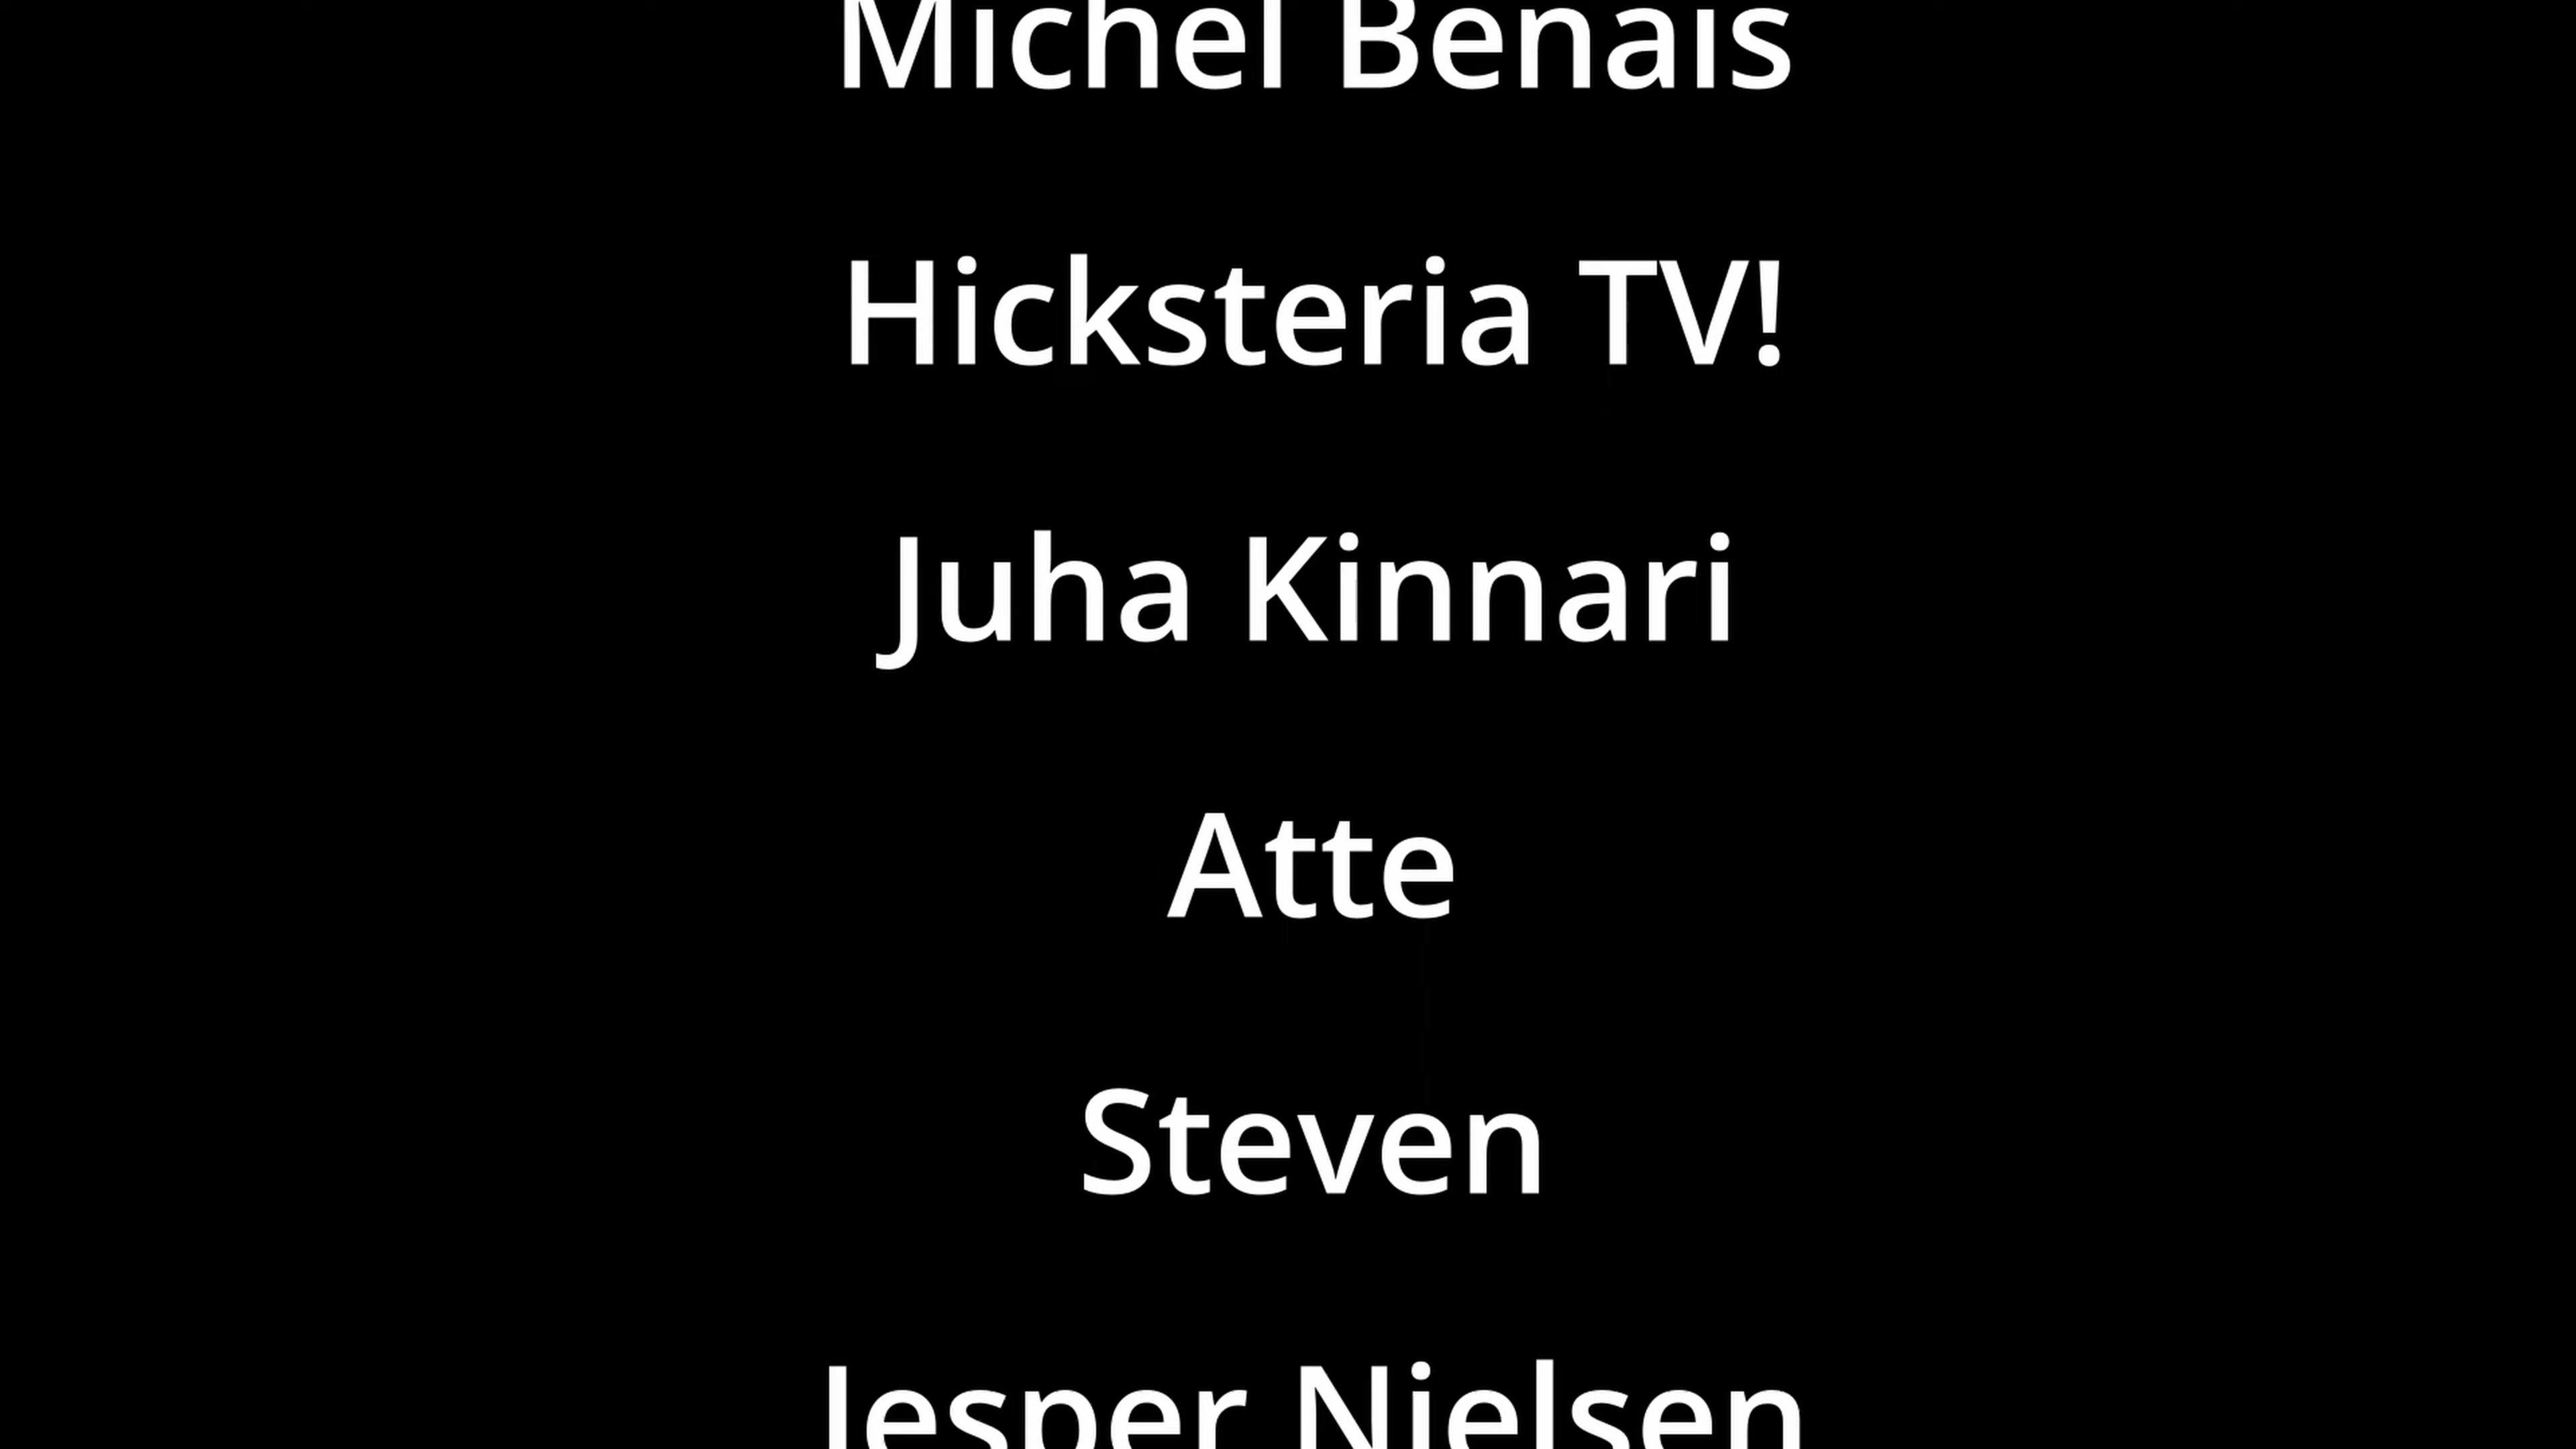 Michel Benais
Hicksteria TV!
Juha Kinnari
Atte
Steven
Jesper Nielsen